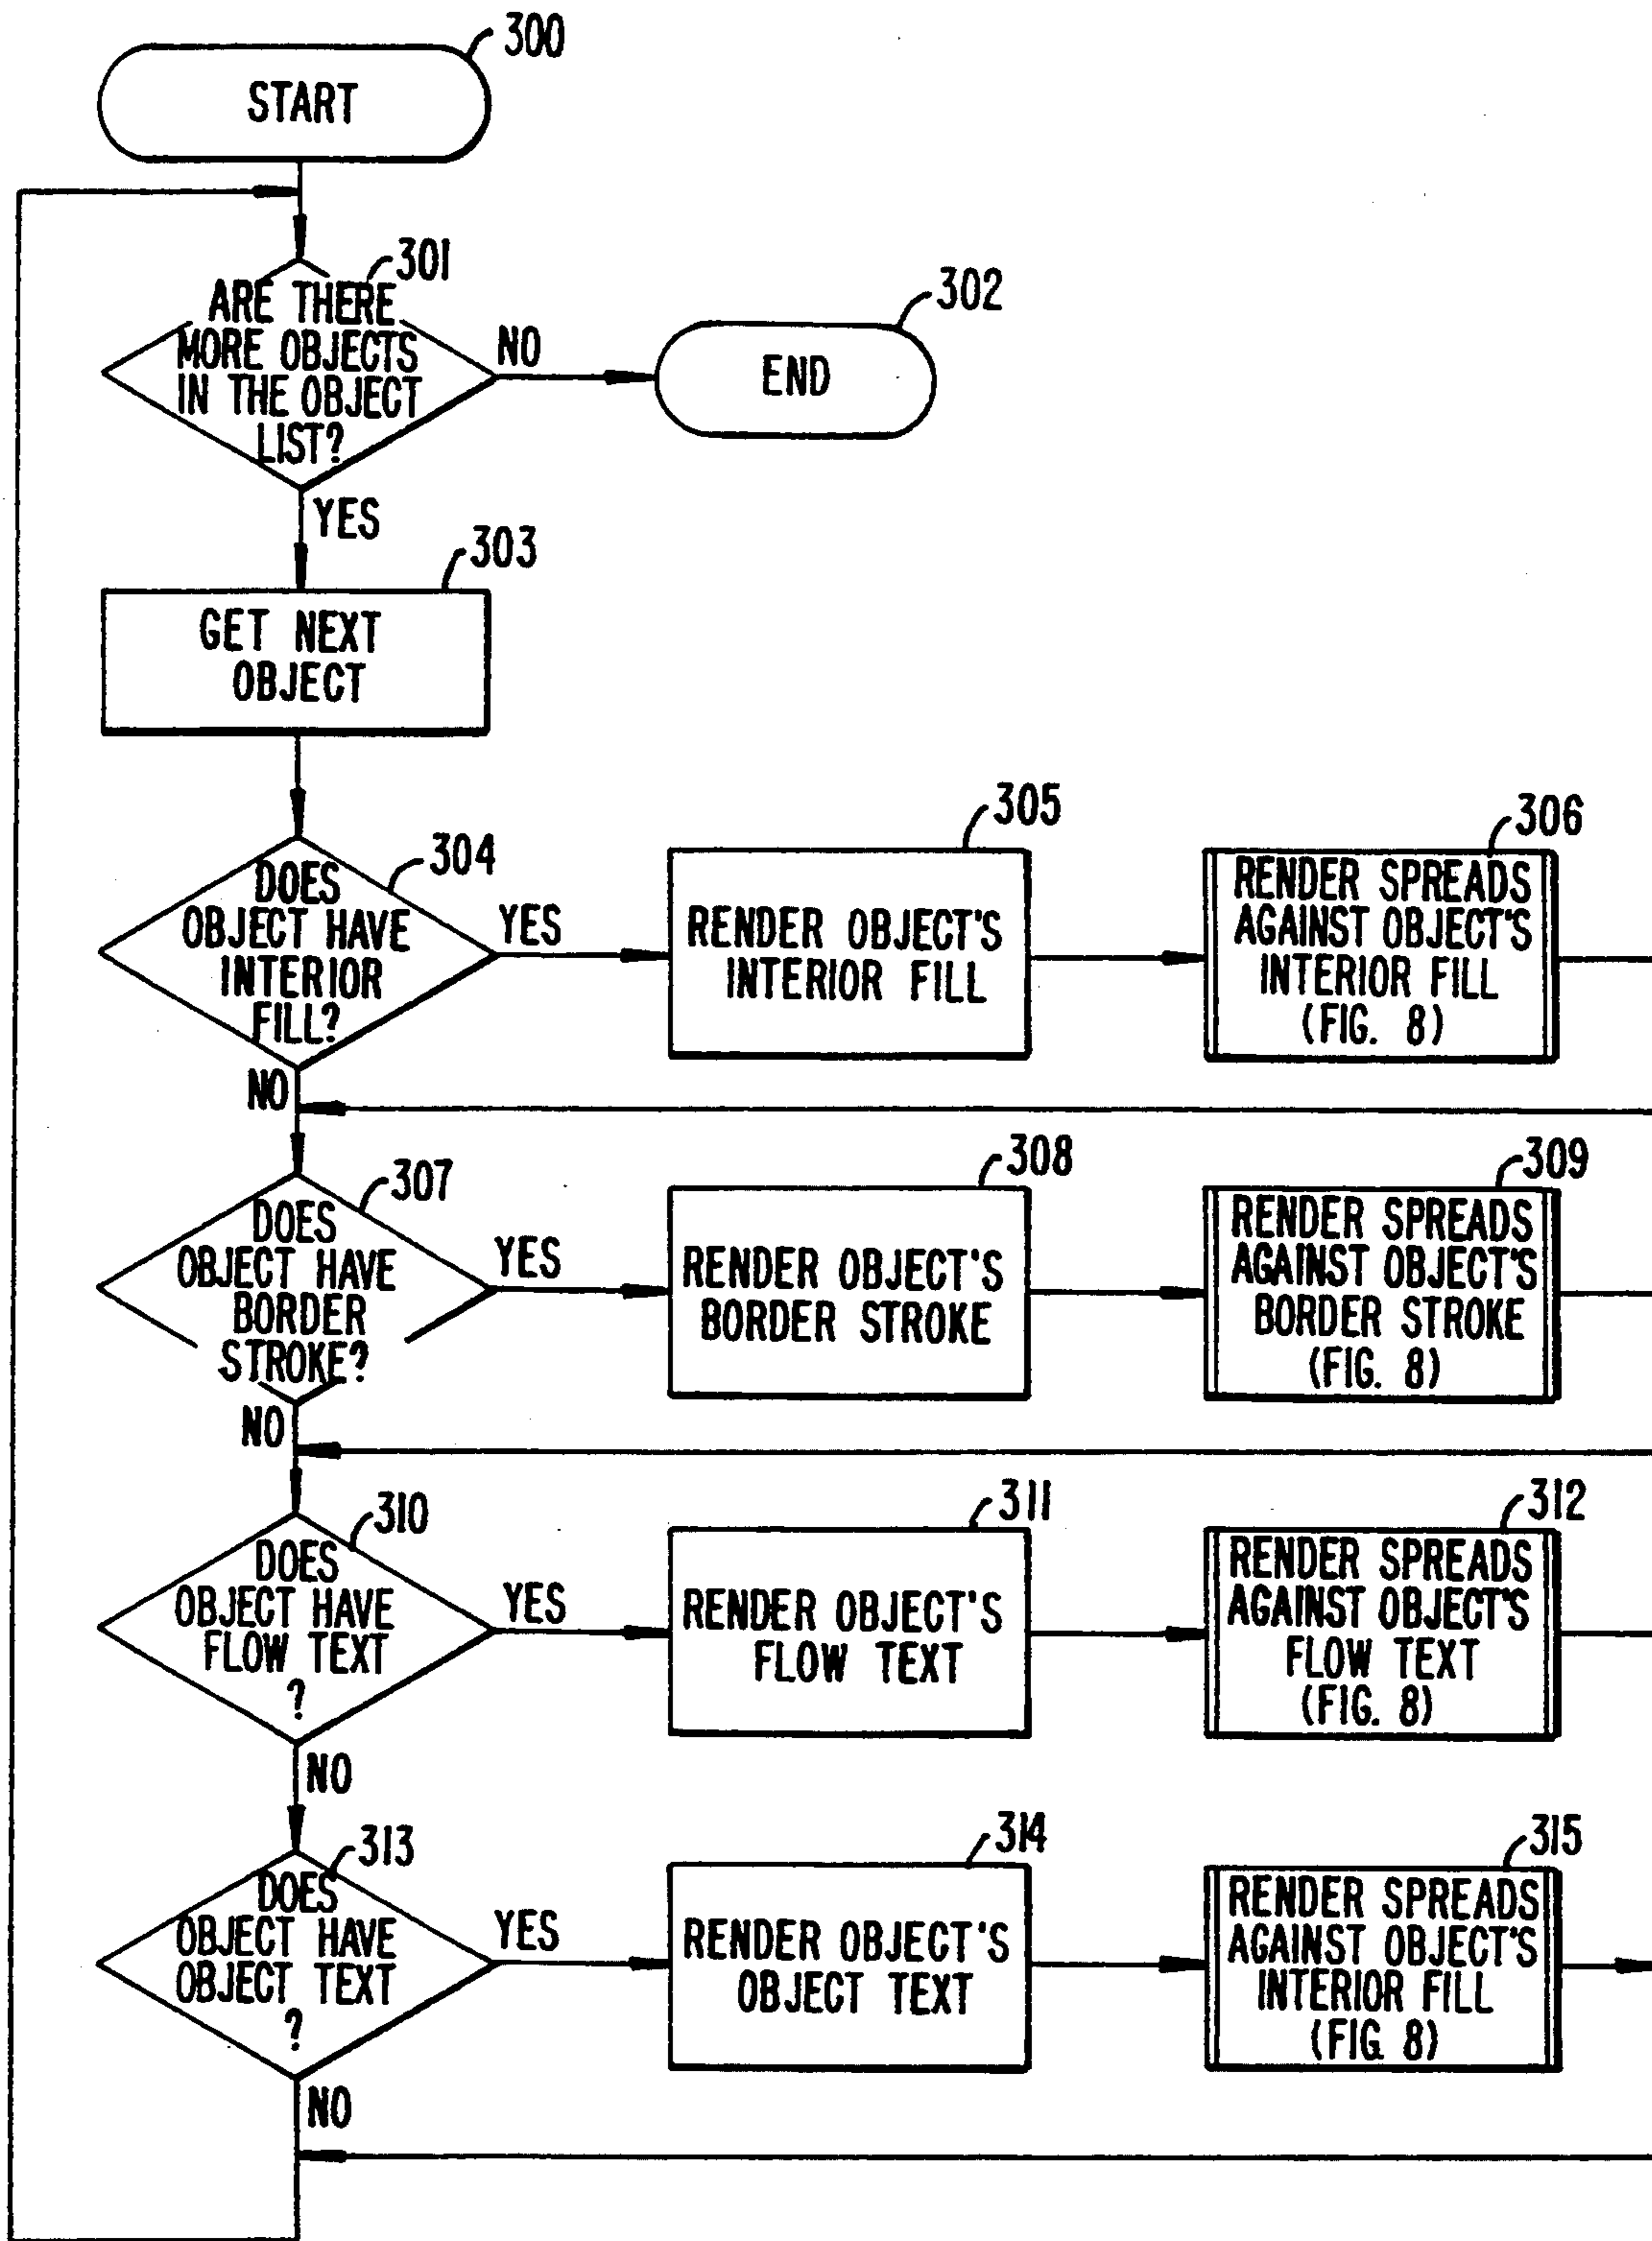 300
START
301
ARE THERE
MORE OBJECTS
IN THE OBJECT
LIST?
NO
302
END
YES
303
GET NEXT
OBJECT
304
DOES
OBJECT HAVE
INTERIOR
FILL?
YES
305
RENDER OBJECT'S
INTERIOR FILL
306
RENDER SPREADS
AGAINST OBJECT'S
INTERIOR FILL
(FIG. 8)
NO
307
DOES
OBJECT HAVE
BORDER
STROKE?
YES
308
RENDER OBJECT'S
BORDER STROKE
309
RENDER SPREADS
AGAINST OBJECT'S
BORDER STROKE
(FIG. 8)
NO
310
DOES
OBJECT HAVE
FLOW TEXT
?
YES
311
RENDER OBJECT'S
FLOW TEXT
312
RENDER SPREADS
AGAINST OBJECT'S
FLOW TEXT
(FIG. 8)
NO
313
DOES
OBJECT HAVE
OBJECT TEXT
?
YES
314
RENDER OBJECT'S
OBJECT TEXT
315
RENDER SPREADS
AGAINST OBJECT'S
INTERIOR FILL
(FIG 8)
NO